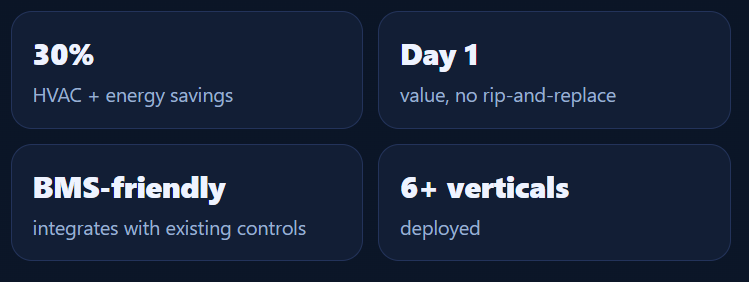 30%
HVAC + energy savings
Day 1
value, no rip-and-replace
BMS-friendly
integrates with existing controls
6+ verticals
deployed